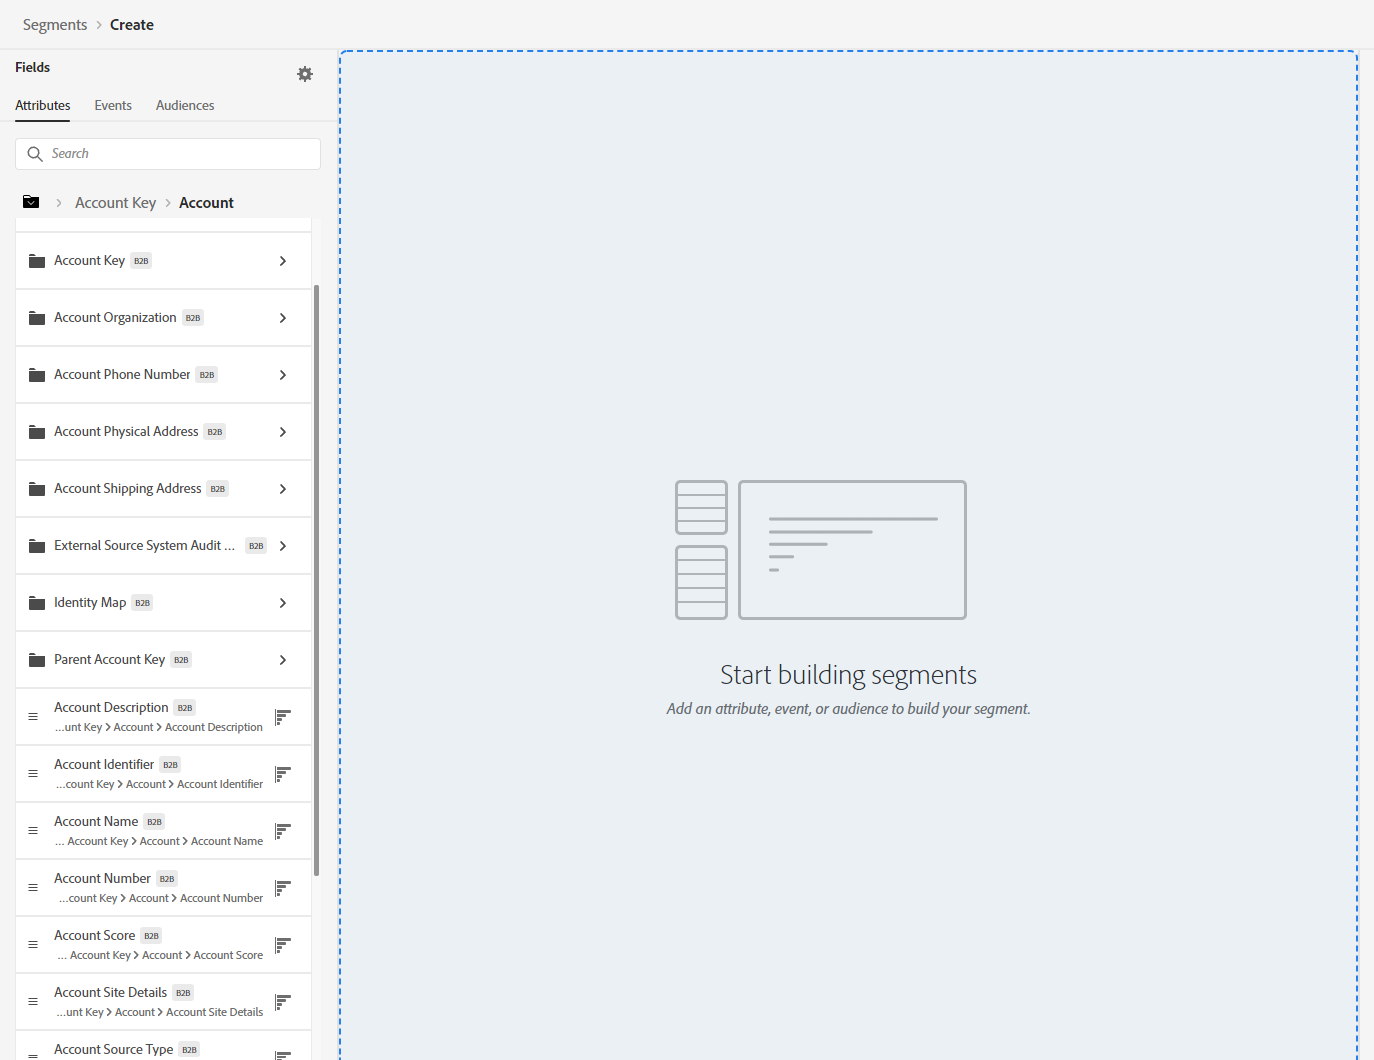 Segments › Create
Fields
Attributes Events Audiences
Search
› Account Key › Account
Account Key B2B
Account Organization B2B
Account Phone Number B2B
Account Physical Address B2B
Account Shipping Address B2B
External Source System Audit ... B2B
Identity Map B2B
Parent Account Key B2B
Account Description B2B
...unt Key > Account > Account Description
Account Identifier B2B
...count Key > Account > Account Identifier
Account Name B2B
... Account Key > Account > Account Name
Account Number B2B
...count Key > Account > Account Number
Account Score B2B
... Account Key > Account > Account Score
Account Site Details B2B
...unt Key > Account > Account Site Details
Account Source Type B2B
Start building segments
Add an attribute, event, or audience to build your segment.